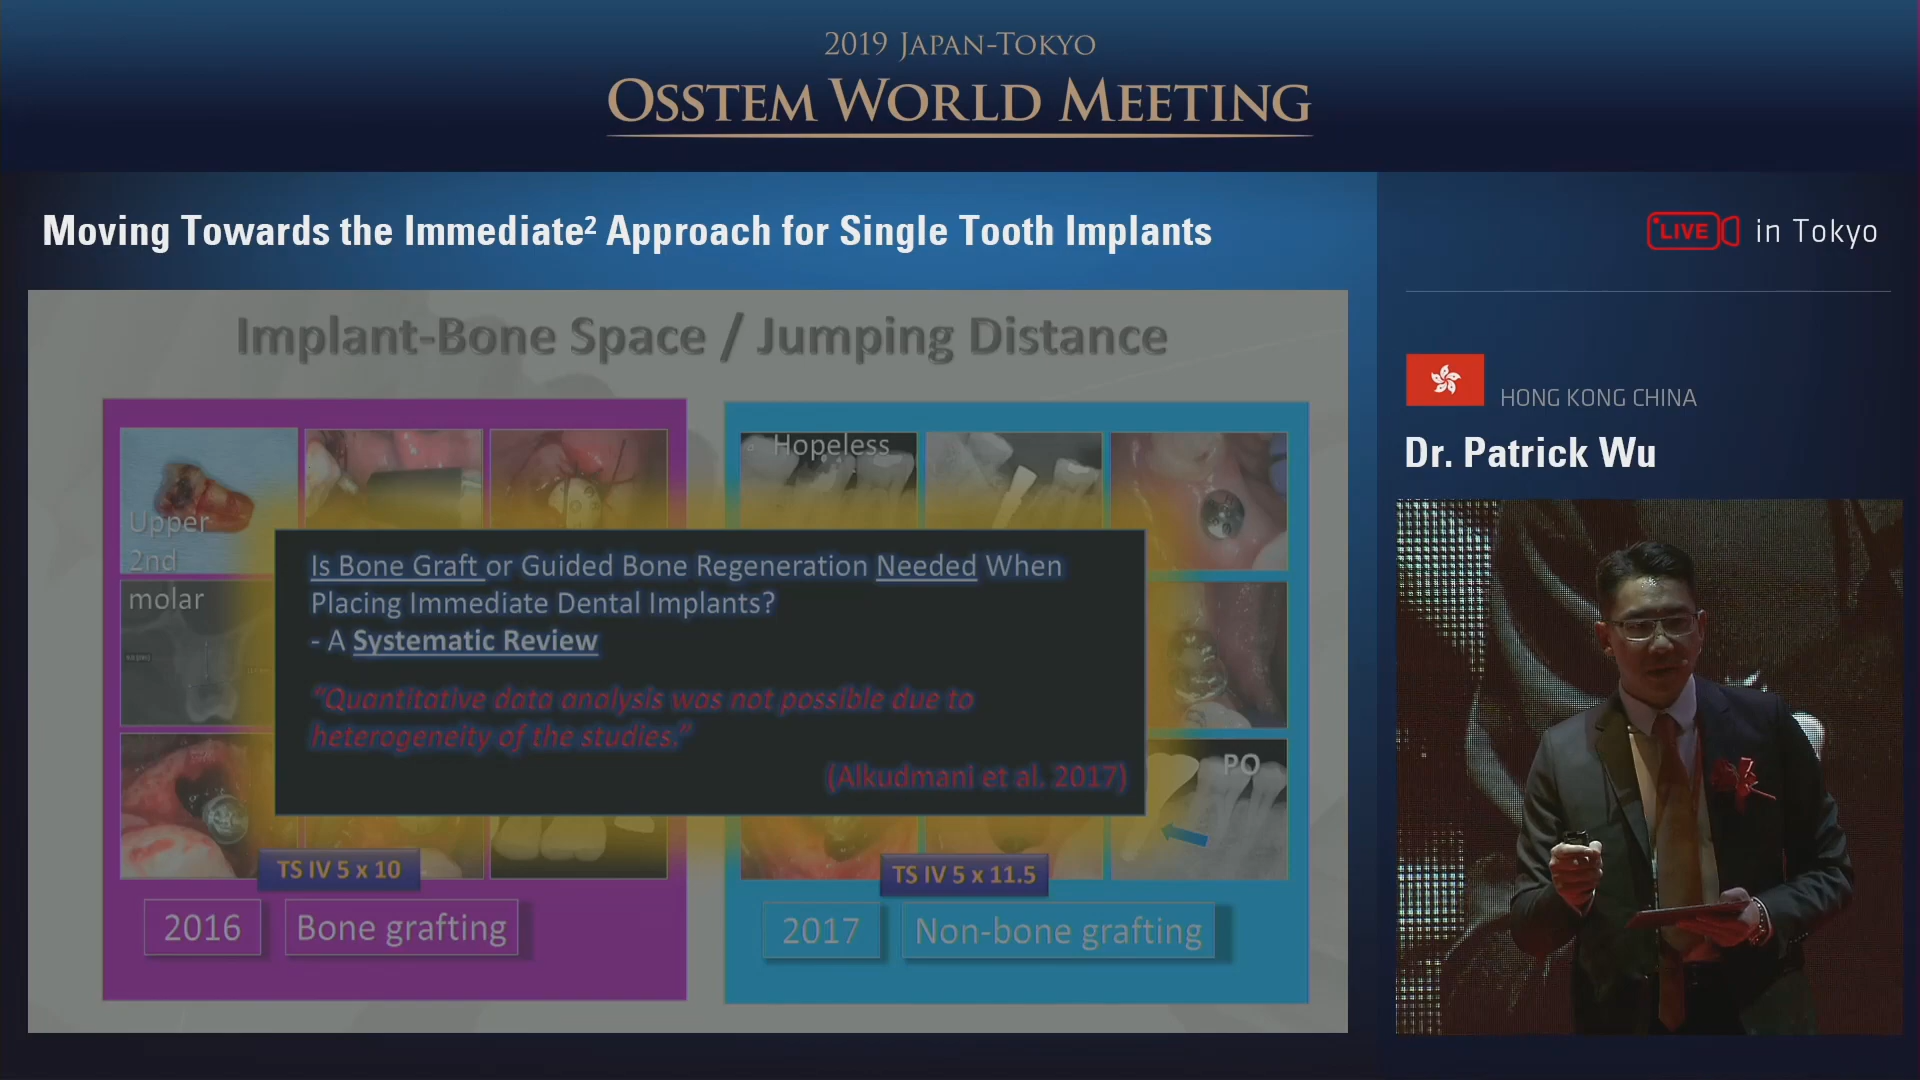 2019 JAPAN-TOKYO
OSSTEM WORLD MEETING
Moving Towards the Immediate² Approach for Single Tooth Implants
LIVE in Tokyo
Implant-Bone Space / Jumping Distance
Upper
2nd
molar
Hopeless
Is Bone Graft or Guided Bone Regeneration Needed When
Placing Immediate Dental Implants?
- A Systematic Review
"Quantitative data analysis was not possible due to
heterogeneity of the studies."
(Alkudmani et al. 2017)
PO
TS IV 5 x 10
TS IV 5 x 11.5
2016
Bone grafting
2017
Non-bone grafting
HONG KONG CHINA
Dr. Patrick Wu